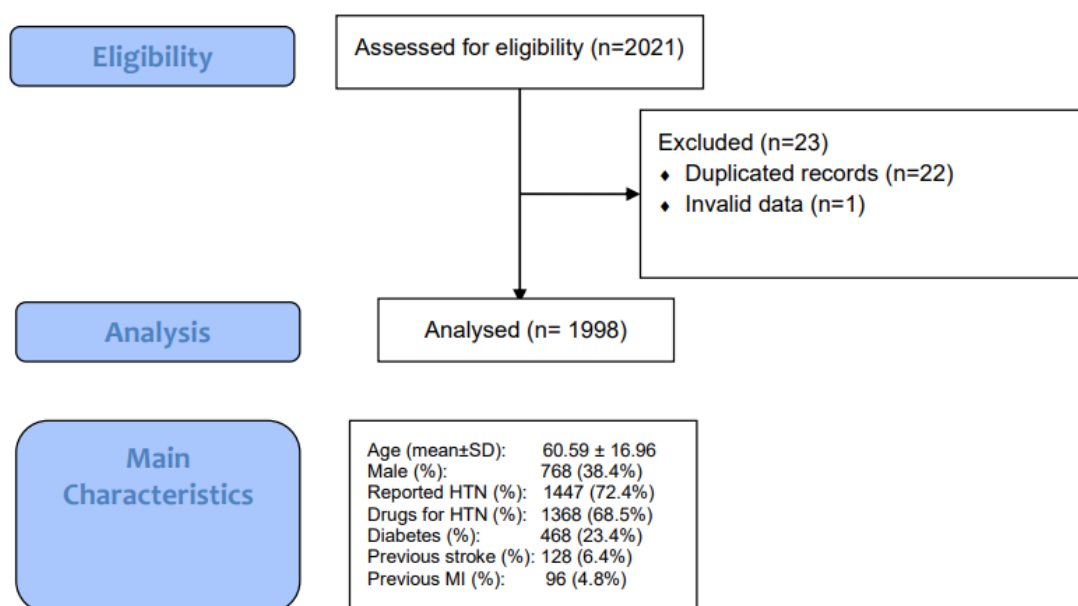 Eligibility
Assessed for eligibility (n=2021)
Excluded (n=23)
♦ Duplicated records (n=22)
♦ Invalid data (n=1)
Analysis
Analysed (n= 1998)
Main
Characteristics
Age (mean±SD): 60.59 ± 16.96
Male (%): 768 (38.4%)
Reported HTN (%): 1447 (72.4%)
Drugs for HTN (%): 1368 (68.5%)
Diabetes (%): 468 (23.4%)
Previous stroke (%): 128 (6.4%)
Previous MI (%): 96 (4.8%)